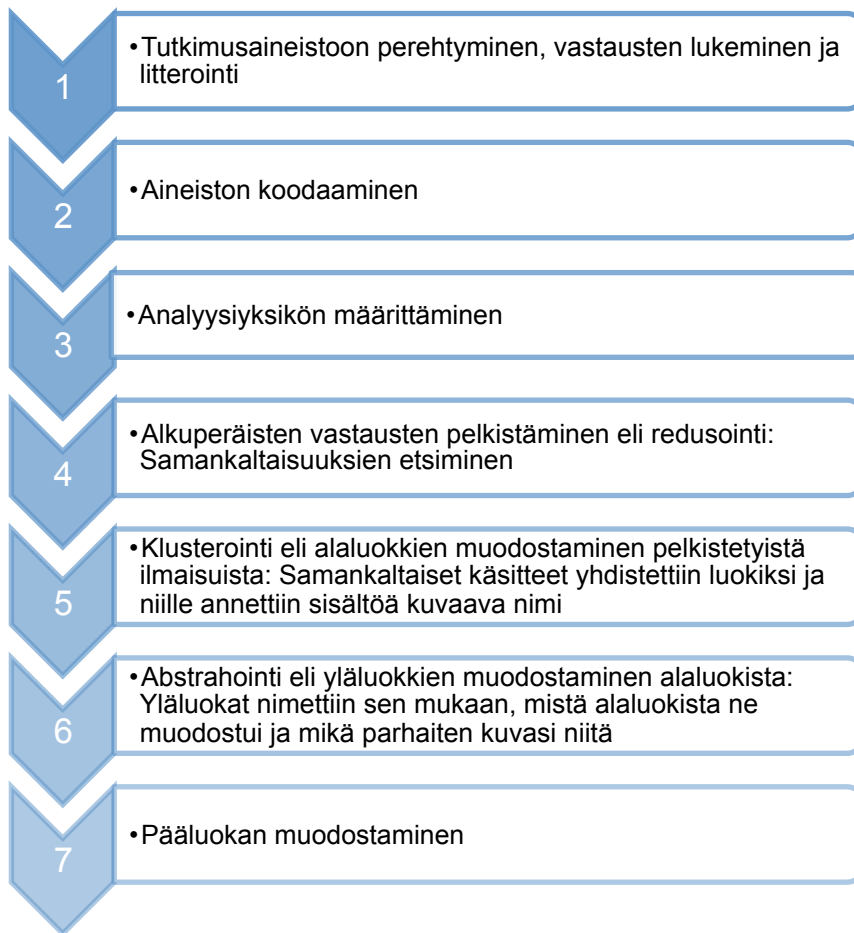 1
•Tutkimusaineistoon perehtyminen, vastausten lukeminen ja
litterointi
2
•Aineiston koodaaminen
3
•Analyysiyksikön määrittäminen
4
•Alkuperäisten vastausten pelkistäminen eli redusointi:
Samankaltaisuuksien etsiminen
5
•Klusterointi eli alaluokkien muodostaminen pelkistetyistä
ilmaisuista: Samankaltaiset käsitteet yhdistettiin luokiksi ja
niille annettiin sisältöä kuvaava nimi
6
•Abstrahointi eli yläluokkien muodostaminen alaluokista:
Yläluokat nimettiin sen mukaan, mistä alaluokista ne
muodostui ja mikä parhaiten kuvasi niitä
7
•Pääluokan muodostaminen